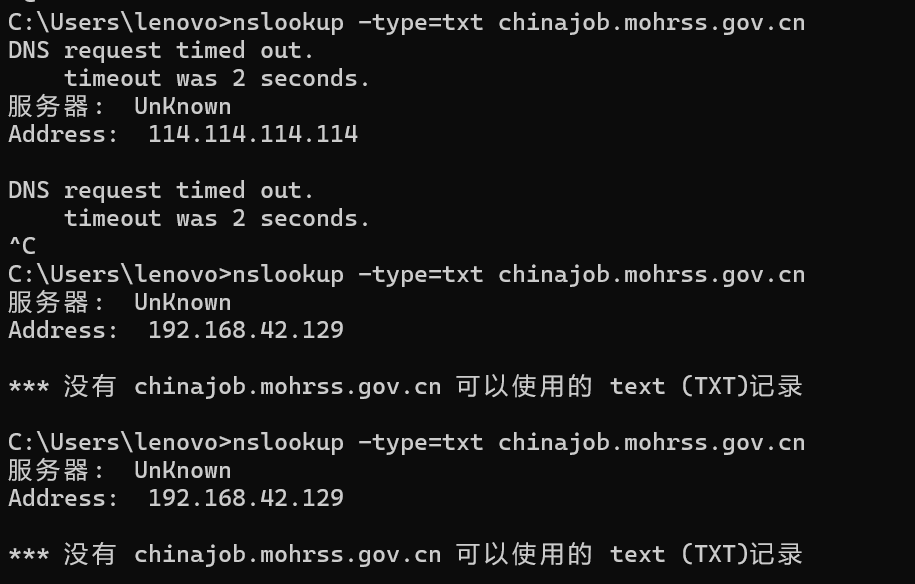 C:\Users\lenovo>nslookup -type=txt chinajob.mohrss.gov.cn
DNS request timed out.
    timeout was 2 seconds.
服务器:  UnKnown
Address:  114.114.114.114

DNS request timed out.
    timeout was 2 seconds.
^C
C:\Users\lenovo>nslookup -type=txt chinajob.mohrss.gov.cn
服务器:  UnKnown
Address:  192.168.42.129

*** 没有 chinajob.mohrss.gov.cn 可以使用的 text (TXT)记录

C:\Users\lenovo>nslookup -type=txt chinajob.mohrss.gov.cn
服务器:  UnKnown
Address:  192.168.42.129

*** 没有 chinajob.mohrss.gov.cn 可以使用的 text (TXT)记录